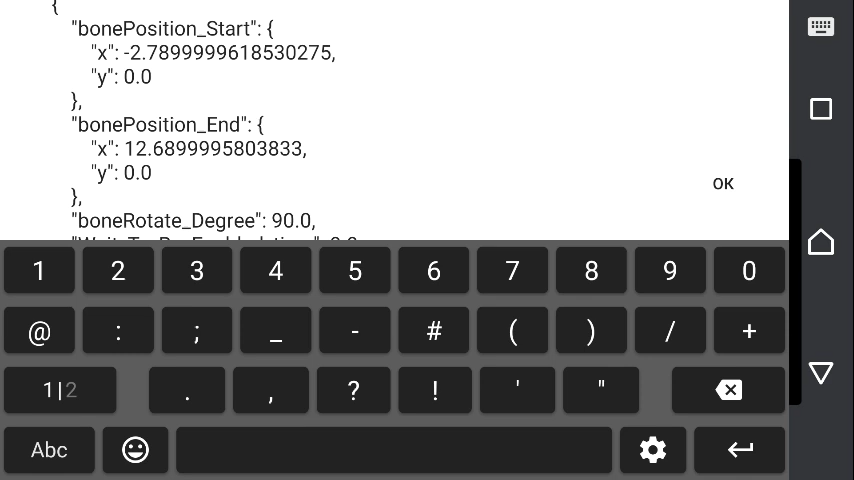 {
"bonePosition_Start": {
"x": -2.7899999618530275,
"y": 0.0
},
"bonePosition_End": {
"x": 12.6899995803833,
"y": 0.0
},
"boneRotate_Degree": 90.0,
OK
1 2 3 4 5 6 7 8 9 0
@ : ; _ - # ( ) / +
1|2 . , ? ! ' "
Abc